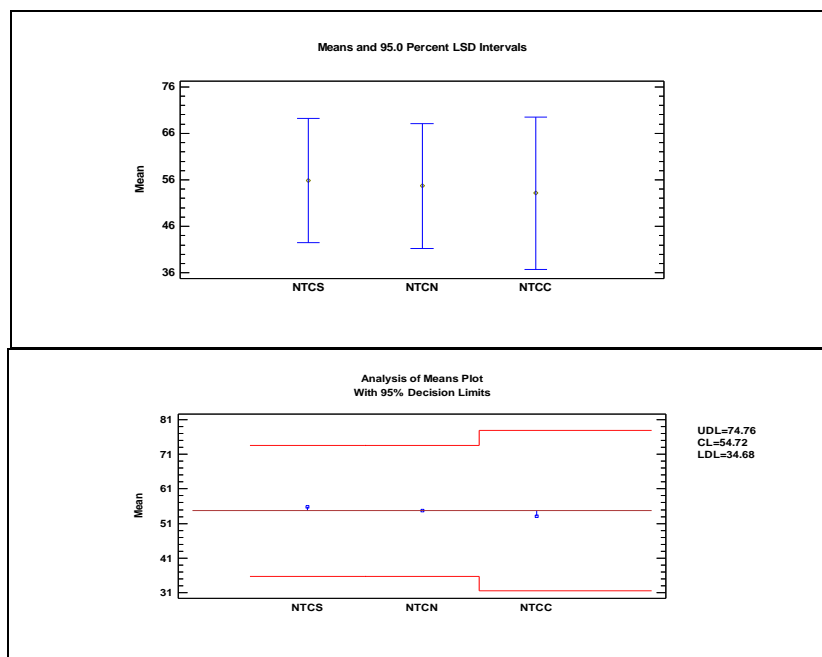 Means and 95.0 Percent LSD Intervals
76
66
56
46
36
Mean
NTCS NTCN NTCC
Analysis of Means Plot
With 95% Decision Limits
81
71
61
51
41
31
Mean
NTCS NTCN NTCC
UDL=74.76
CL=54.72
LDL=34.68